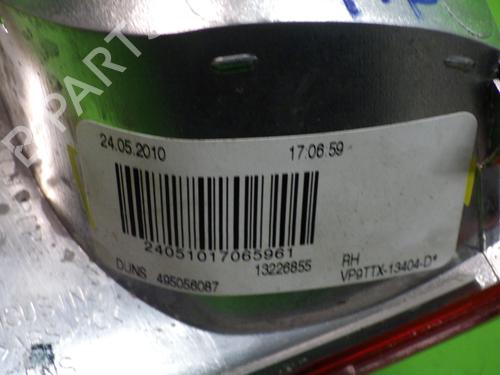 B-PARTS
24.05.2010
17:06:59
24051017065961
DUNS 495056087
13226855
RH
VP9TTX-13404-D*